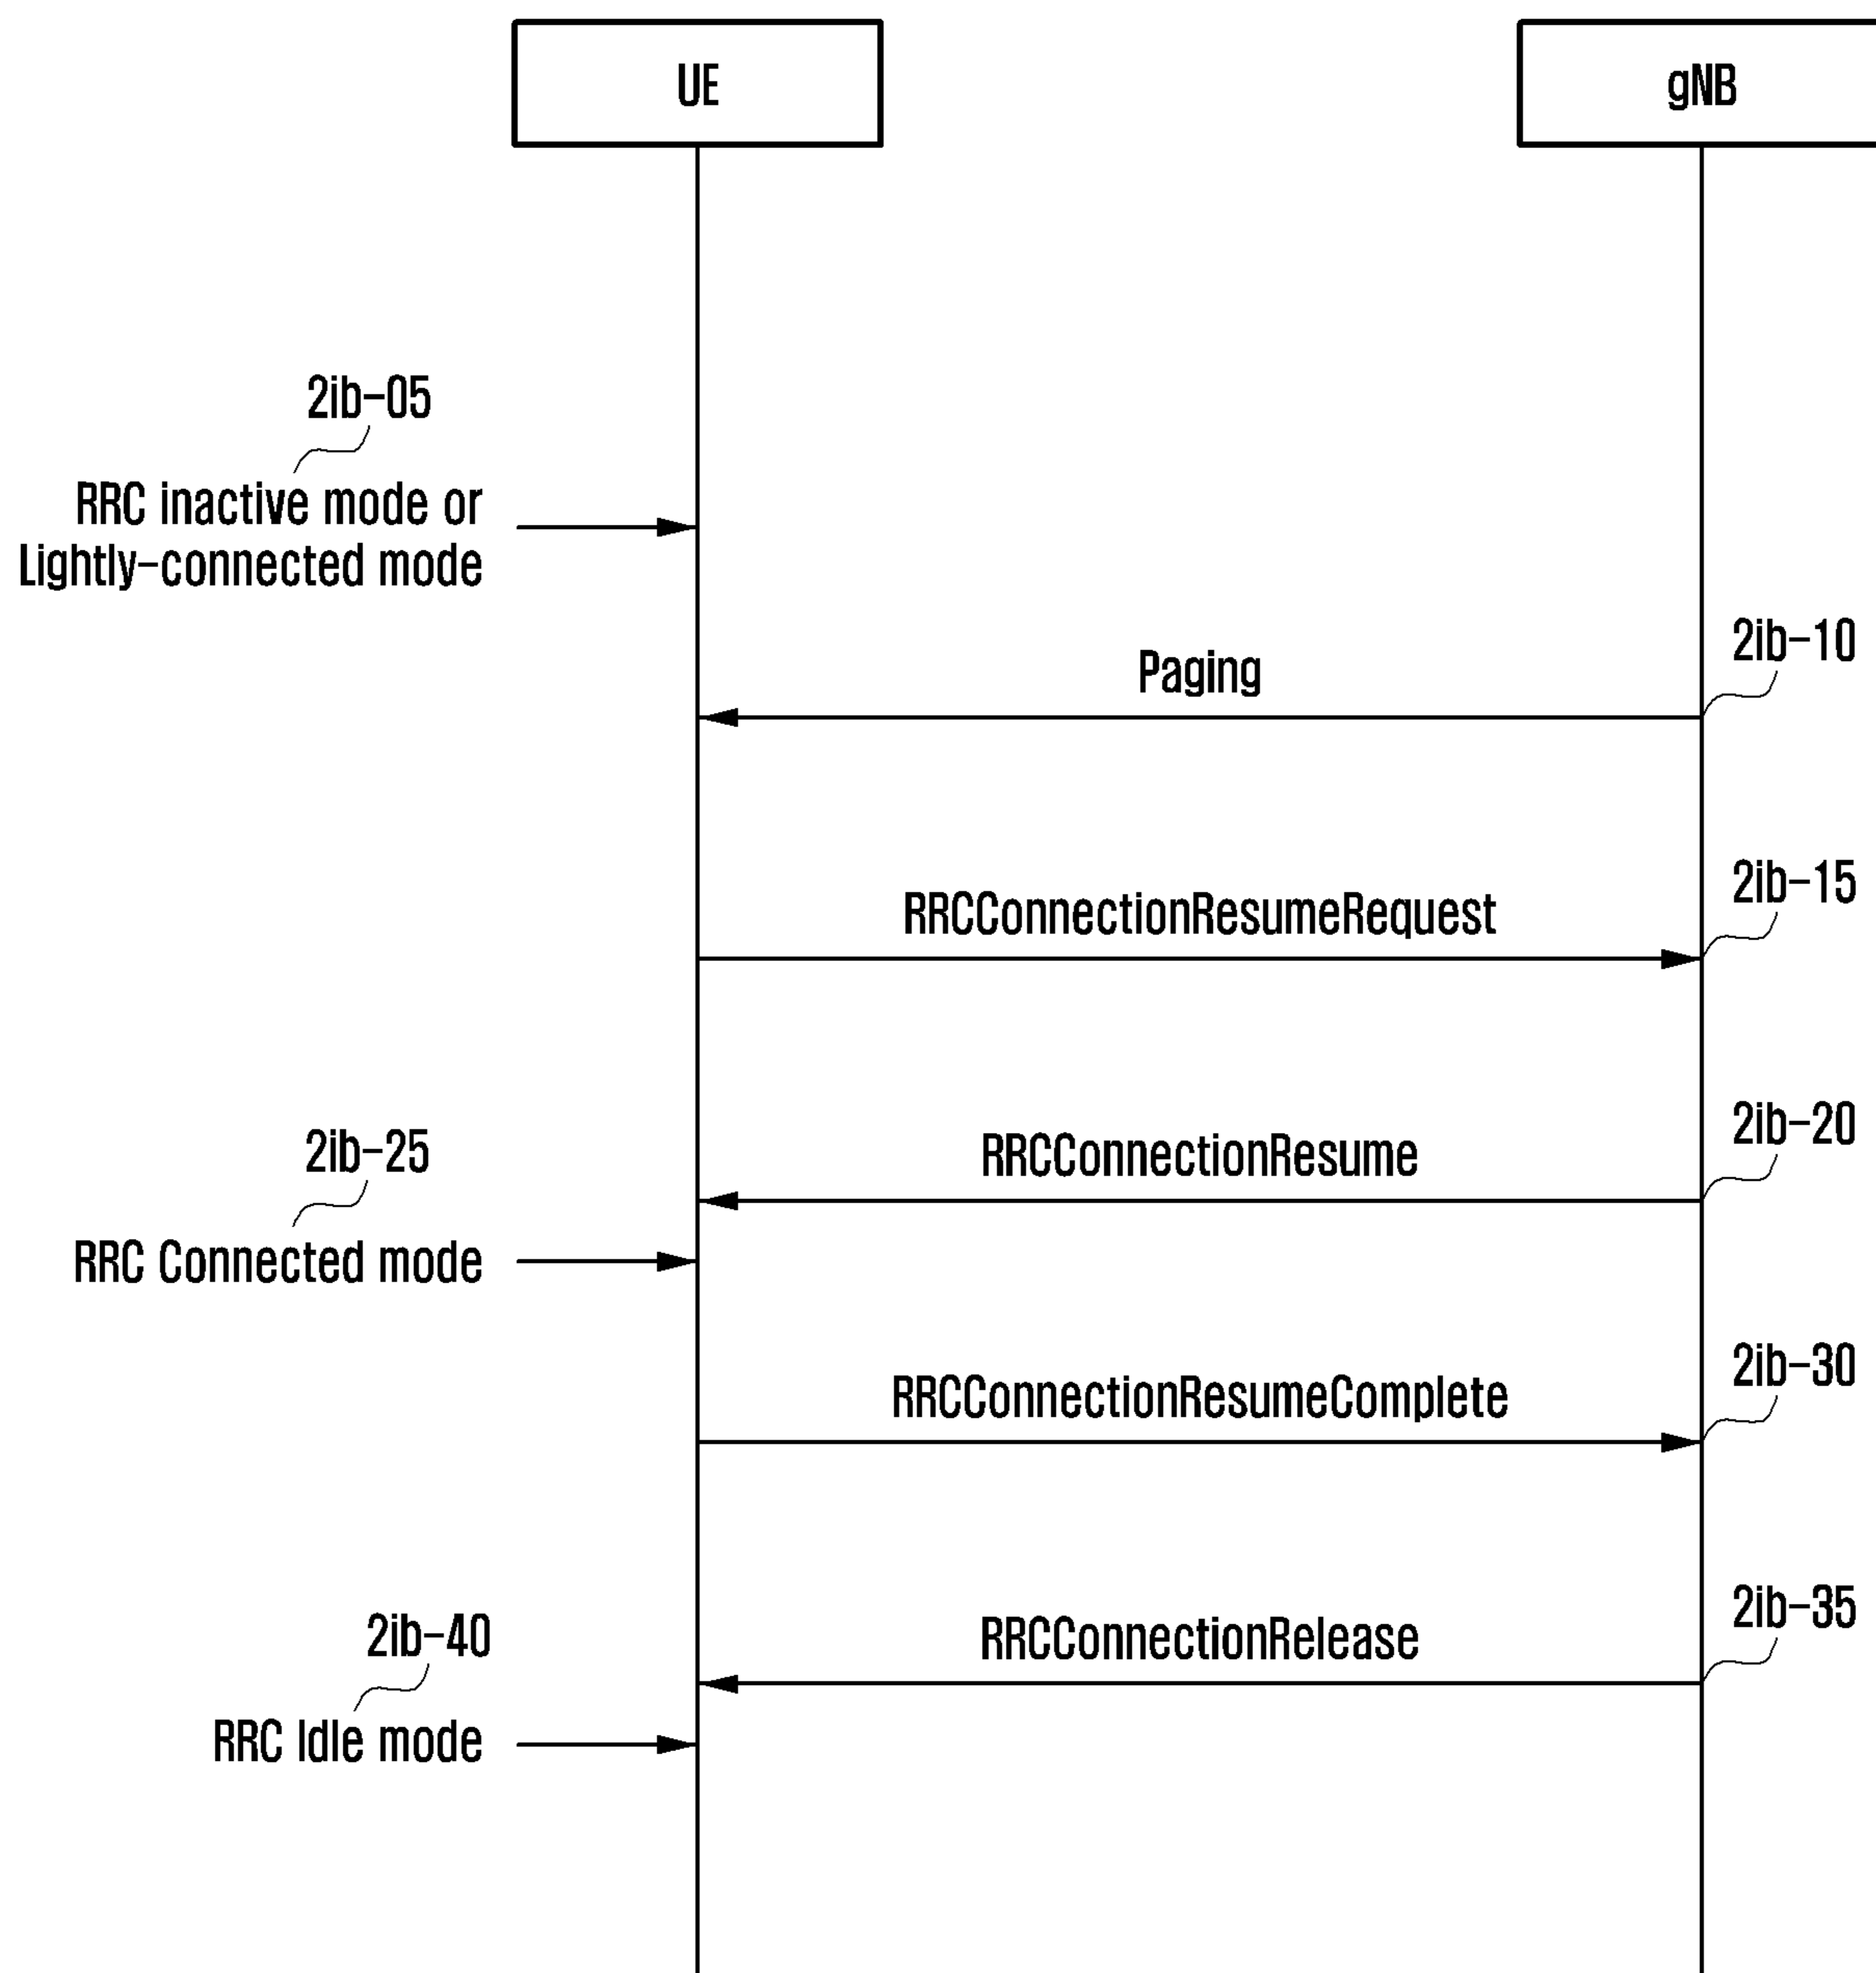 UE
gNB
2ib-05
RRC inactive mode or
Lightly-connected mode
2ib-10
Paging
2ib-15
RRCConnectionResumeRequest
2ib-20
RRCConnectionResume
2ib-25
RRC Connected mode
2ib-30
RRCConnectionResumeComplete
2ib-35
RRCConnectionRelease
2ib-40
RRC Idle mode